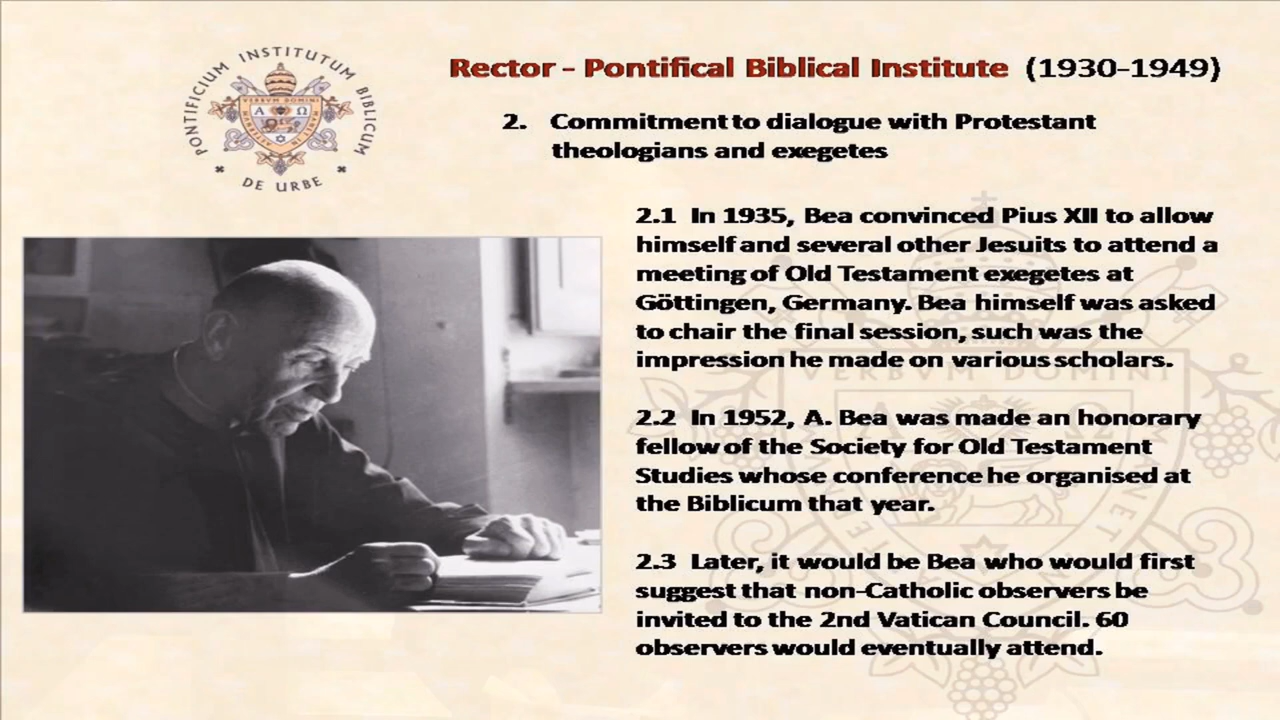 PONTIFICIUM INSTITUTUM BIBLICUM
DE URBE
VERBVM DOMINI
A Ω
Rector - Pontifical Biblical Institute (1930-1949)
2. Commitment to dialogue with Protestant
theologians and exegetes
2.1 In 1935, Bea convinced Pius XII to allow
himself and several other Jesuits to attend a
meeting of Old Testament exegetes at
Göttingen, Germany. Bea himself was asked
to chair the final session, such was the
impression he made on various scholars.
2.2 In 1952, A. Bea was made an honorary
fellow of the Society for Old Testament
Studies whose conference he organised at
the Biblicum that year.
2.3 Later, it would be Bea who would first
suggest that non-Catholic observers be
invited to the 2nd Vatican Council. 60
observers would eventually attend.
VERBVM DOMINI